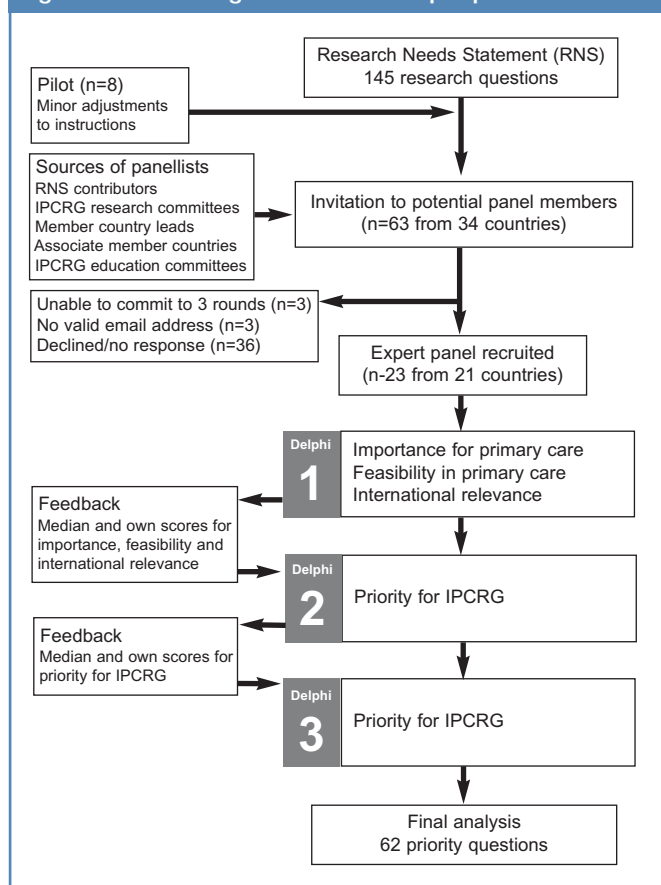 Research Needs Statement (RNS)
145 research questions
Pilot (n=8)
Minor adjustments
to instructions
Sources of panellists
RNS contributors
IPCRG research committees
Member country leads
Associate member countries
IPCRG education committees
Invitation to potential panel members
(n=63 from 34 countries)
Unable to commit to 3 rounds (n=3)
No valid email address (n=3)
Declined/no response (n=36)
Expert panel recruited
(n-23 from 21 countries)
Delphi
1
Importance for primary care
Feasibility in primary care
International relevance
Feedback
Median and own scores for
importance, feasibility and
international relevance
Delphi
2
Priority for IPCRG
Feedback
Median and own scores for
priority for IPCRG
Delphi
3
Priority for IPCRG
Final analysis
62 priority questions